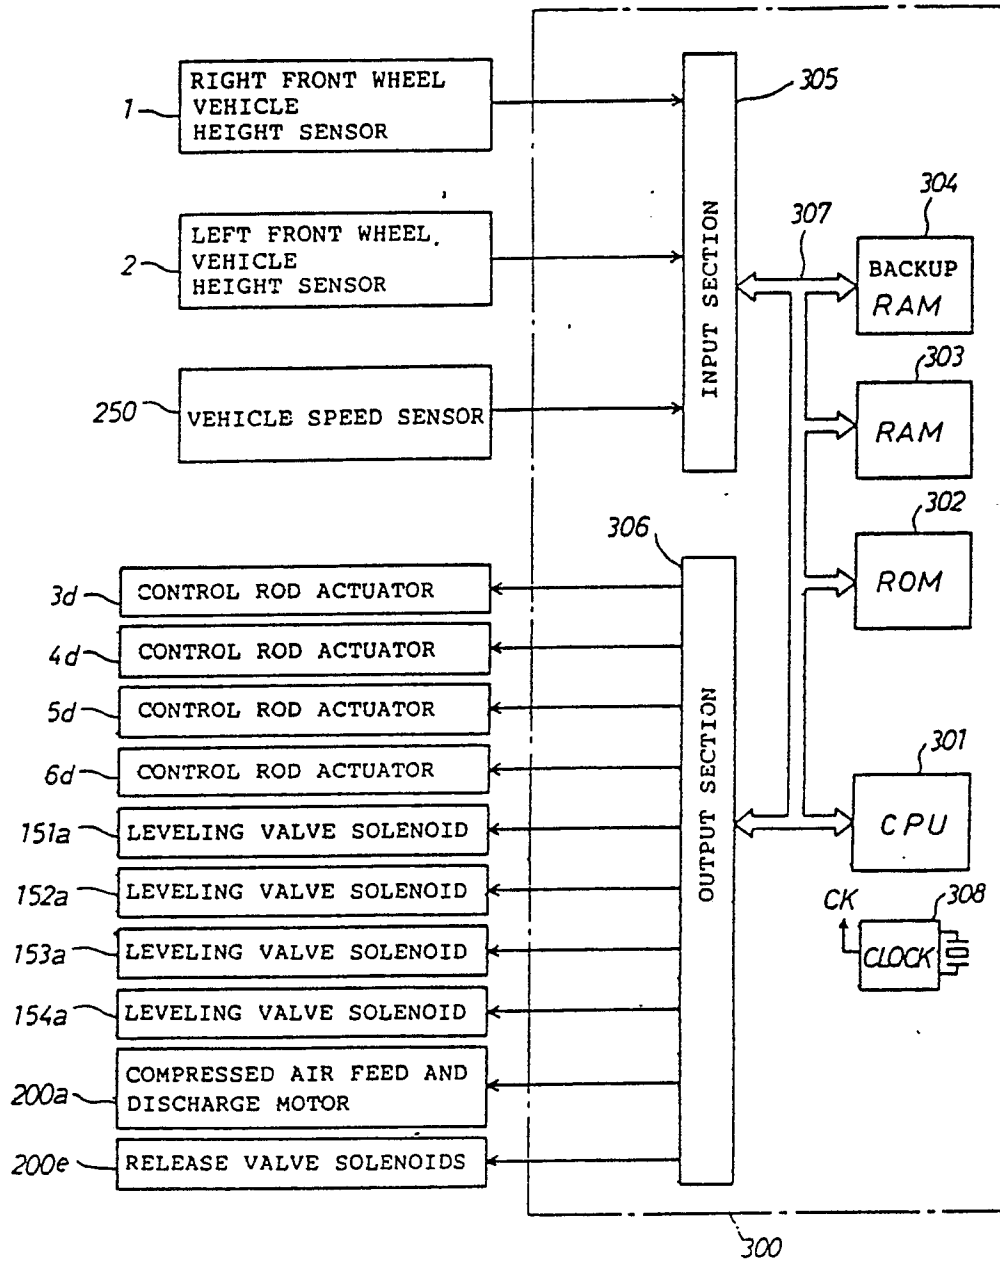 RIGHT FRONT WHEEL
VEHICLE
HEIGHT SENSOR
1
LEFT FRONT WHEEL
VEHICLE
HEIGHT SENSOR
2
VEHICLE SPEED SENSOR
250
INPUT SECTION
305
307
304
BACKUP
RAM
303
RAM
302
ROM
301
CPU
CK
308
CLOCK
306
OUTPUT SECTION
3d
CONTROL ROD ACTUATOR
4d
CONTROL ROD ACTUATOR
5d
CONTROL ROD ACTUATOR
6d
CONTROL ROD ACTUATOR
151a
LEVELING VALVE SOLENOID
152a
LEVELING VALVE SOLENOID
153a
LEVELING VALVE SOLENOID
154a
LEVELING VALVE SOLENOID
200a
COMPRESSED AIR FEED AND
DISCHARGE MOTOR
200e
RELEASE VALVE SOLENOIDS
300